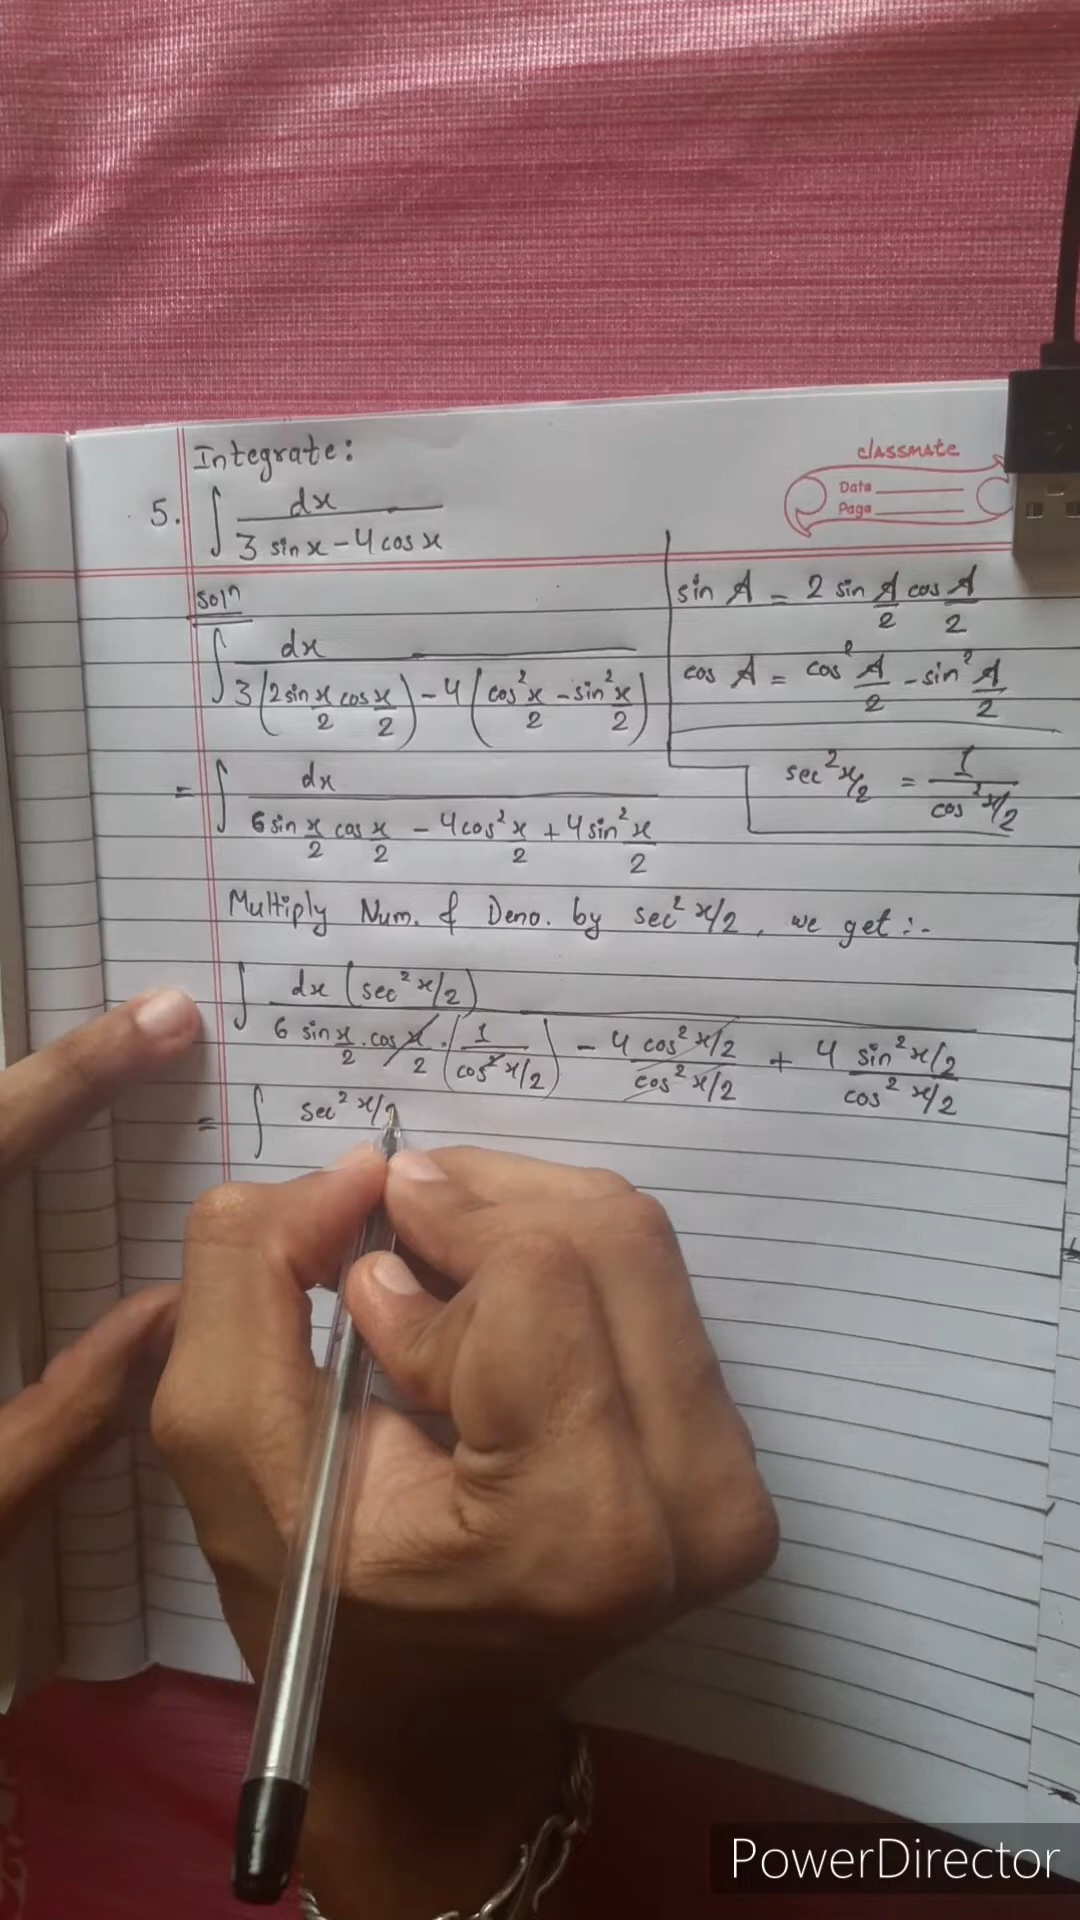 Integrate:
classmate
Date
Page
5. ∫ dx / (3 sin x - 4 cos x)
Soln
∫ dx / (3(2 sin x/2 cos x/2) - 4(cos² x/2 - sin² x/2))
sin A = 2 sin A/2 cos A/2
cos A = cos² A/2 - sin² A/2
sec² x/2 = 1 / cos² x/2
= ∫ dx / (6 sin x/2 cos x/2 - 4 cos² x/2 + 4 sin² x/2)
Multiply Num. & Deno. by sec² x/2, we get :-
∫ dx (sec² x/2) / (6 sin x/2 . cos x/2 . (1 / cos² x/2) - 4 cos² x/2 / cos² x/2 + 4 sin² x/2 / cos² x/2)
= ∫ sec² x/2
PowerDirector